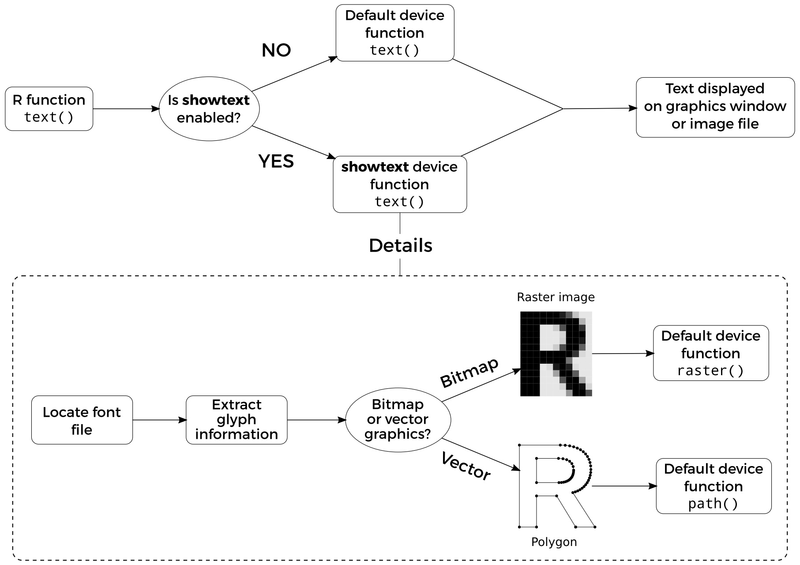 Default device
function
text()
NO
R function
text()
Is showtext
enabled?
Text displayed
on graphics window
or image file
YES
showtext device
function
text()
Details
Raster image
Bitmap
Default device
function
raster()
Locate font
file
Extract
glyph
information
Bitmap
or vector
graphics?
Vector
Default device
function
path()
Polygon